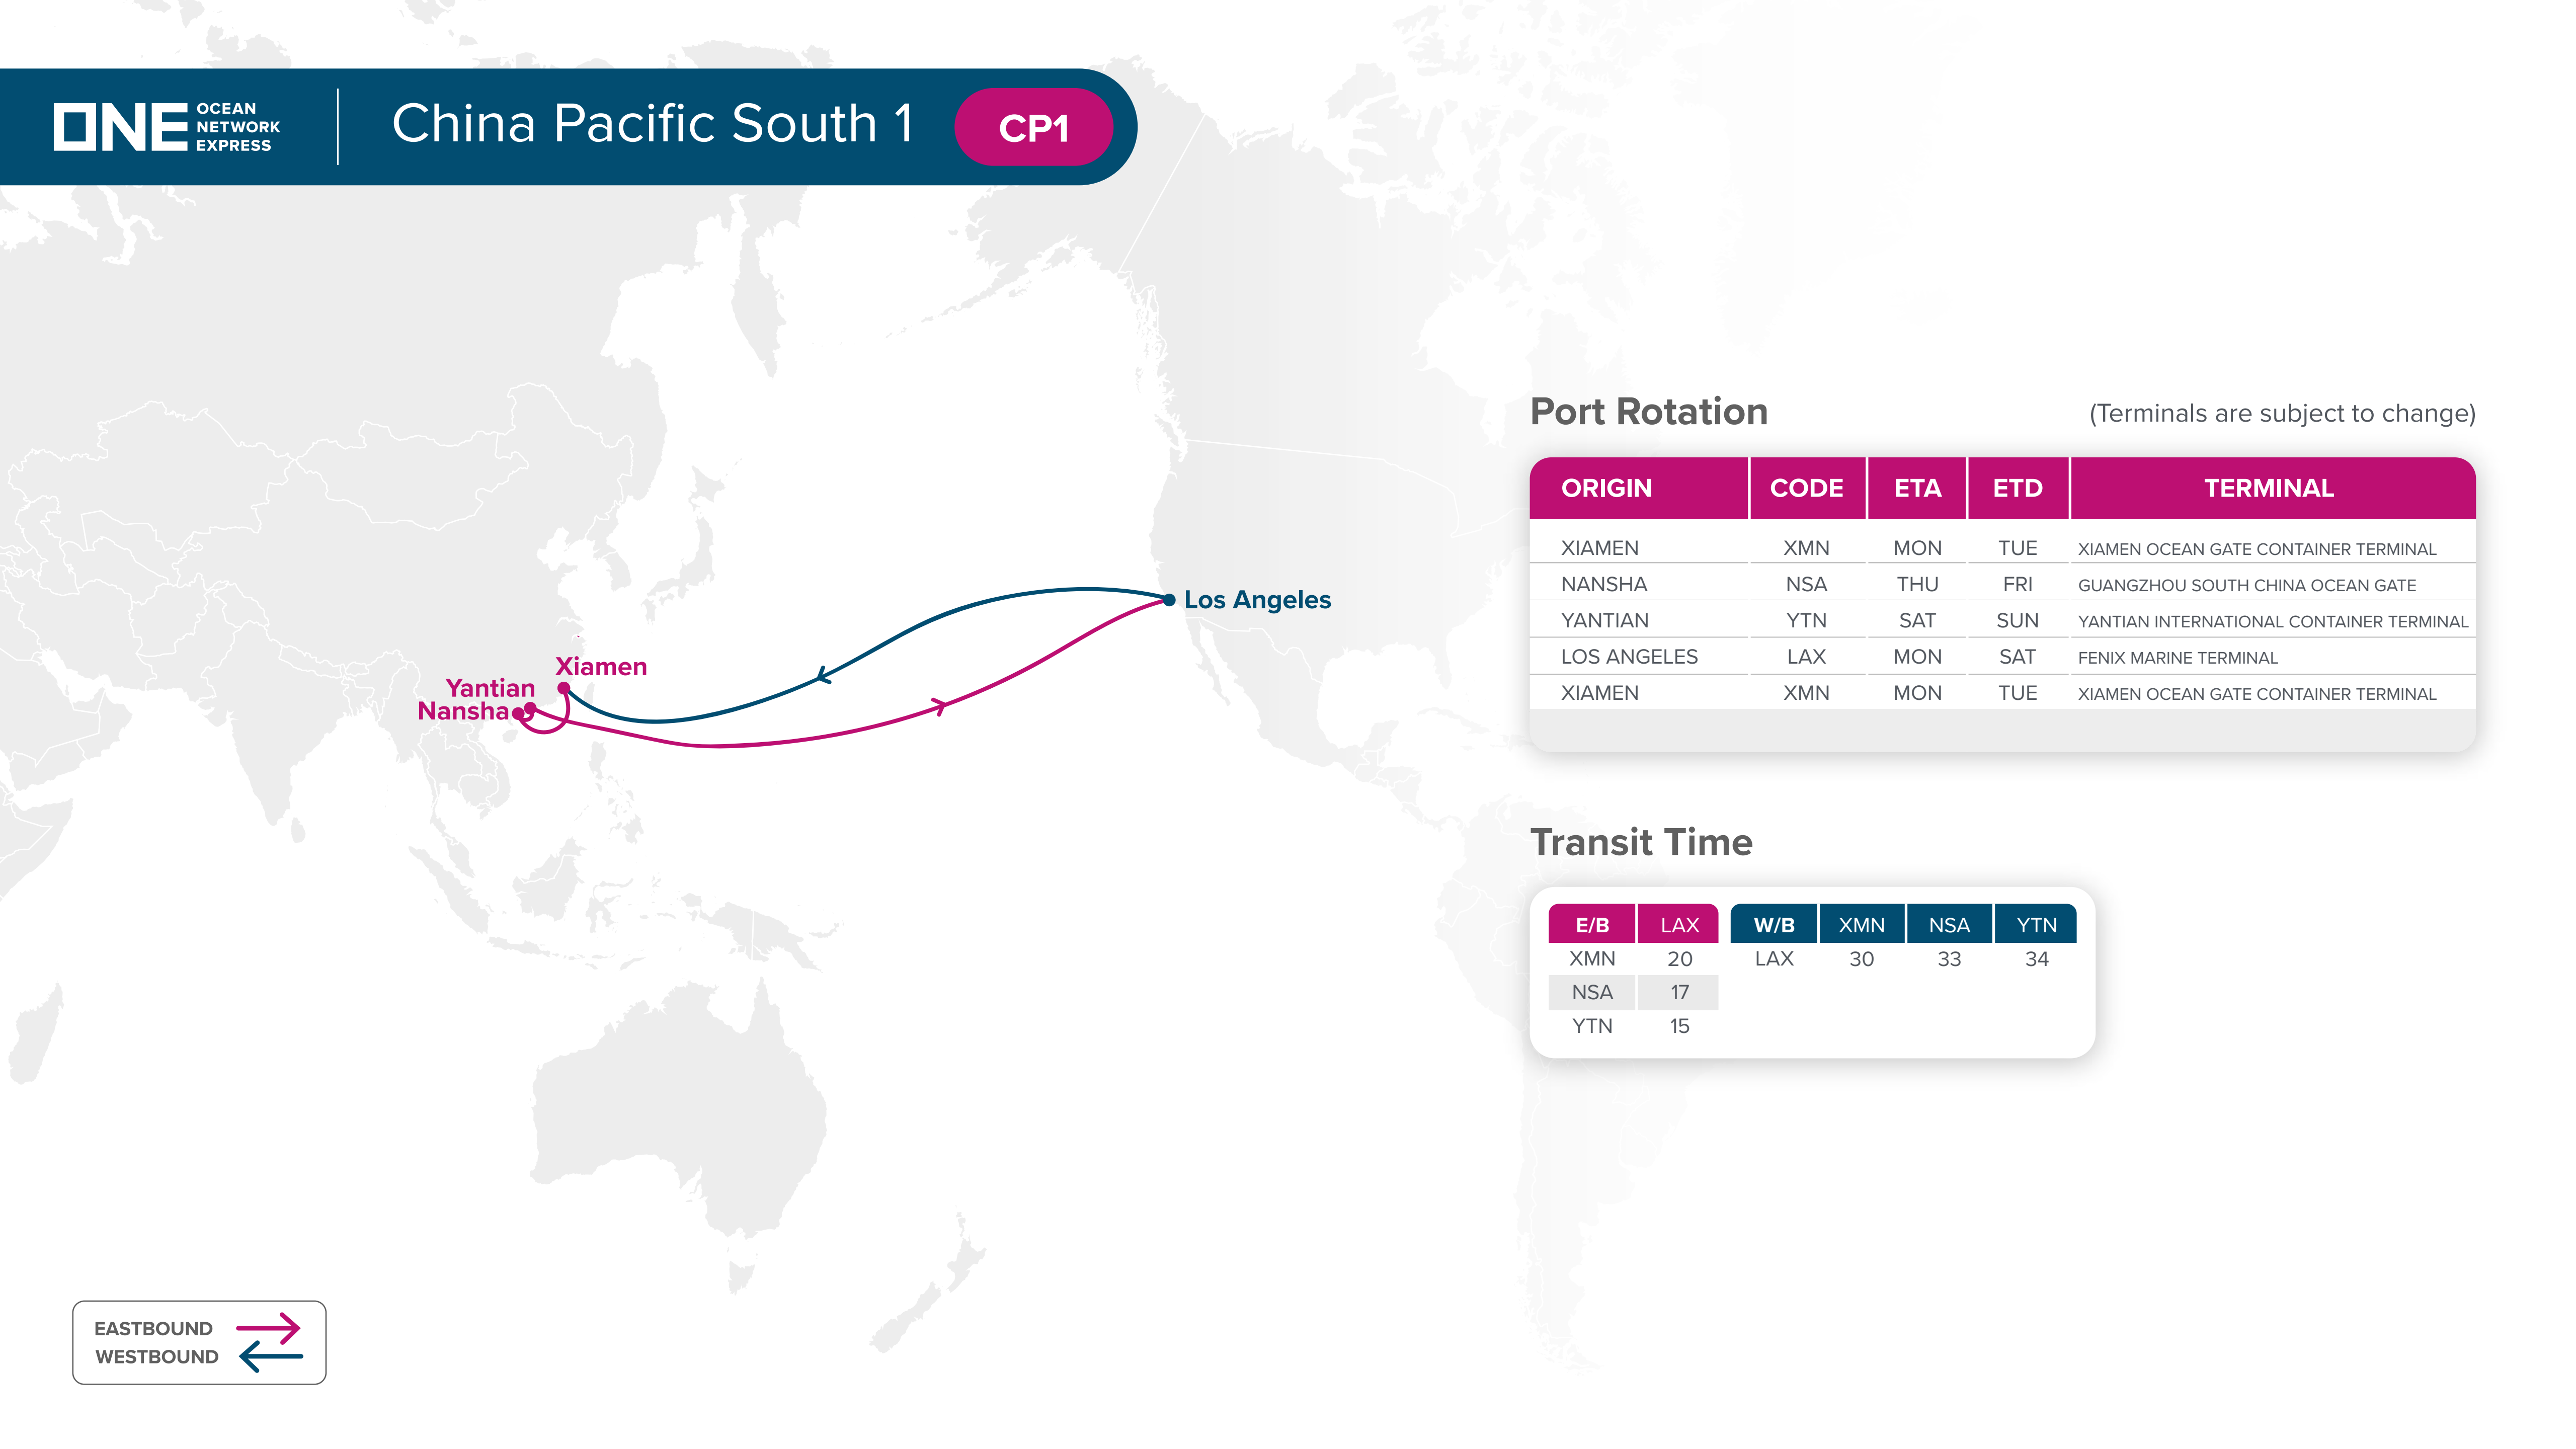 ONE OCEAN NETWORK EXPRESS
China Pacific South 1 CP1
Port Rotation (Terminals are subject to change)
ORIGIN CODE ETA ETD TERMINAL
XIAMEN XMN MON TUE XIAMEN OCEAN GATE CONTAINER TERMINAL
NANSHA NSA THU FRI GUANGZHOU SOUTH CHINA OCEAN GATE
YANTIAN YTN SAT SUN YANTIAN INTERNATIONAL CONTAINER TERMINAL
LOS ANGELES LAX MON SAT FENIX MARINE TERMINAL
XIAMEN XMN MON TUE XIAMEN OCEAN GATE CONTAINER TERMINAL
Los Angeles
Xiamen
Yantian
Nansha
Transit Time
E/B LAX W/B XMN NSA YTN
XMN 20 LAX 30 33 34
NSA 17
YTN 15
EASTBOUND
WESTBOUND